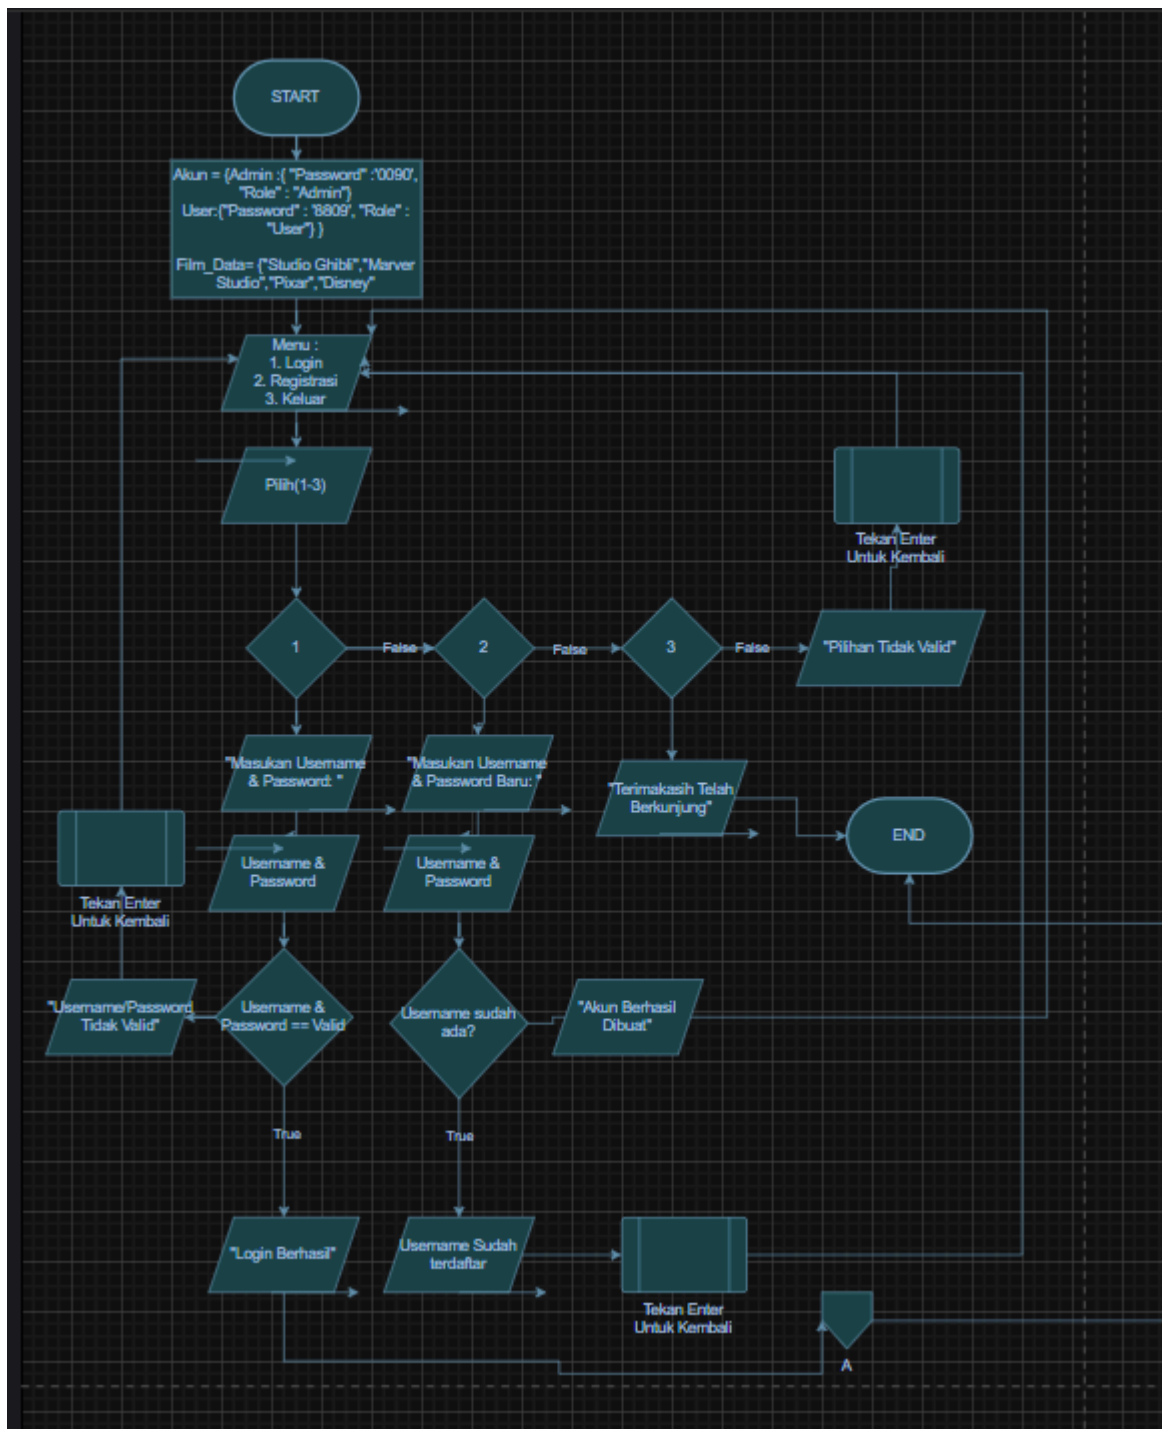 START
Akun = {Admin :{ "Password" :'0090',
"Role" : "Admin"}
User:{"Password" : '8809', "Role" :
"User"} }
Film_Data= {"Studio Ghibli","Marver
Studio","Pixar","Disney"
Menu :
1. Login
2. Registrasi
3. Keluar
Pilih(1-3)
Tekan Enter
Untuk Kembali
1
False
2
False
3
False
"Pilihan Tidak Valid"
"Masukan Username
& Password: "
"Masukan Username
& Password Baru: "
"Terimakasih Telah
Berkunjung"
END
Username &
Password
Username &
Password
Tekan Enter
Untuk Kembali
"Username/Password
Tidak Valid"
Username &
Password == Valid
Username sudah
ada?
"Akun Berhasil
Dibuat"
True
True
"Login Berhasil"
Username Sudah
terdaftar
Tekan Enter
Untuk Kembali
A